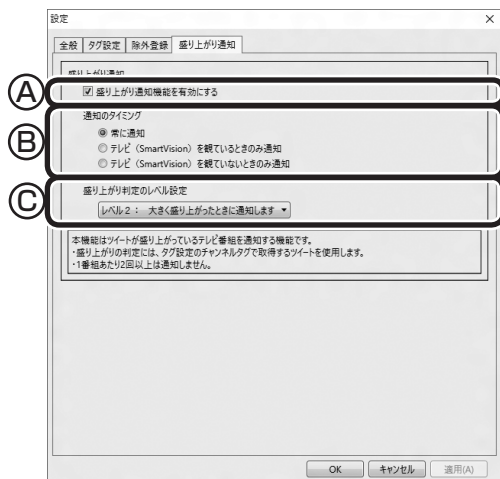 設定
全般 タグ設定 除外登録 盛り上がり通知
盛り上がり通知
Ⓐ
盛り上がり通知機能を有効にする
Ⓑ
通知のタイミング
常に通知
テレビ（SmartVision）を観ているときのみ通知
テレビ（SmartVision）を観ていないときのみ通知
Ⓒ
盛り上がり判定のレベル設定
レベル2： 大きく盛り上がったときに通知します
本機能はツイートが盛り上がっているテレビ番組を通知する機能です。
・盛り上がりの判定には、タグ設定のチャンネルタグで取得するツイートを使用します。
・1番組あたり2回以上は通知しません。
OK キャンセル 適用(A)